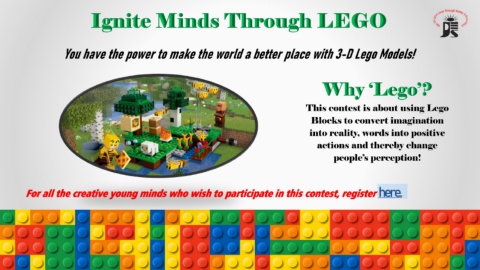 Ignite Minds Through LEGO
You have the power to make the world a better place with 3-D Lego Models!
Why ‘Lego’?
This contest is about using Lego
Blocks to convert imagination
into reality, words into positive
actions and thereby change
people’s perception!
For all the creative young minds who wish to participate in this contest, register here.